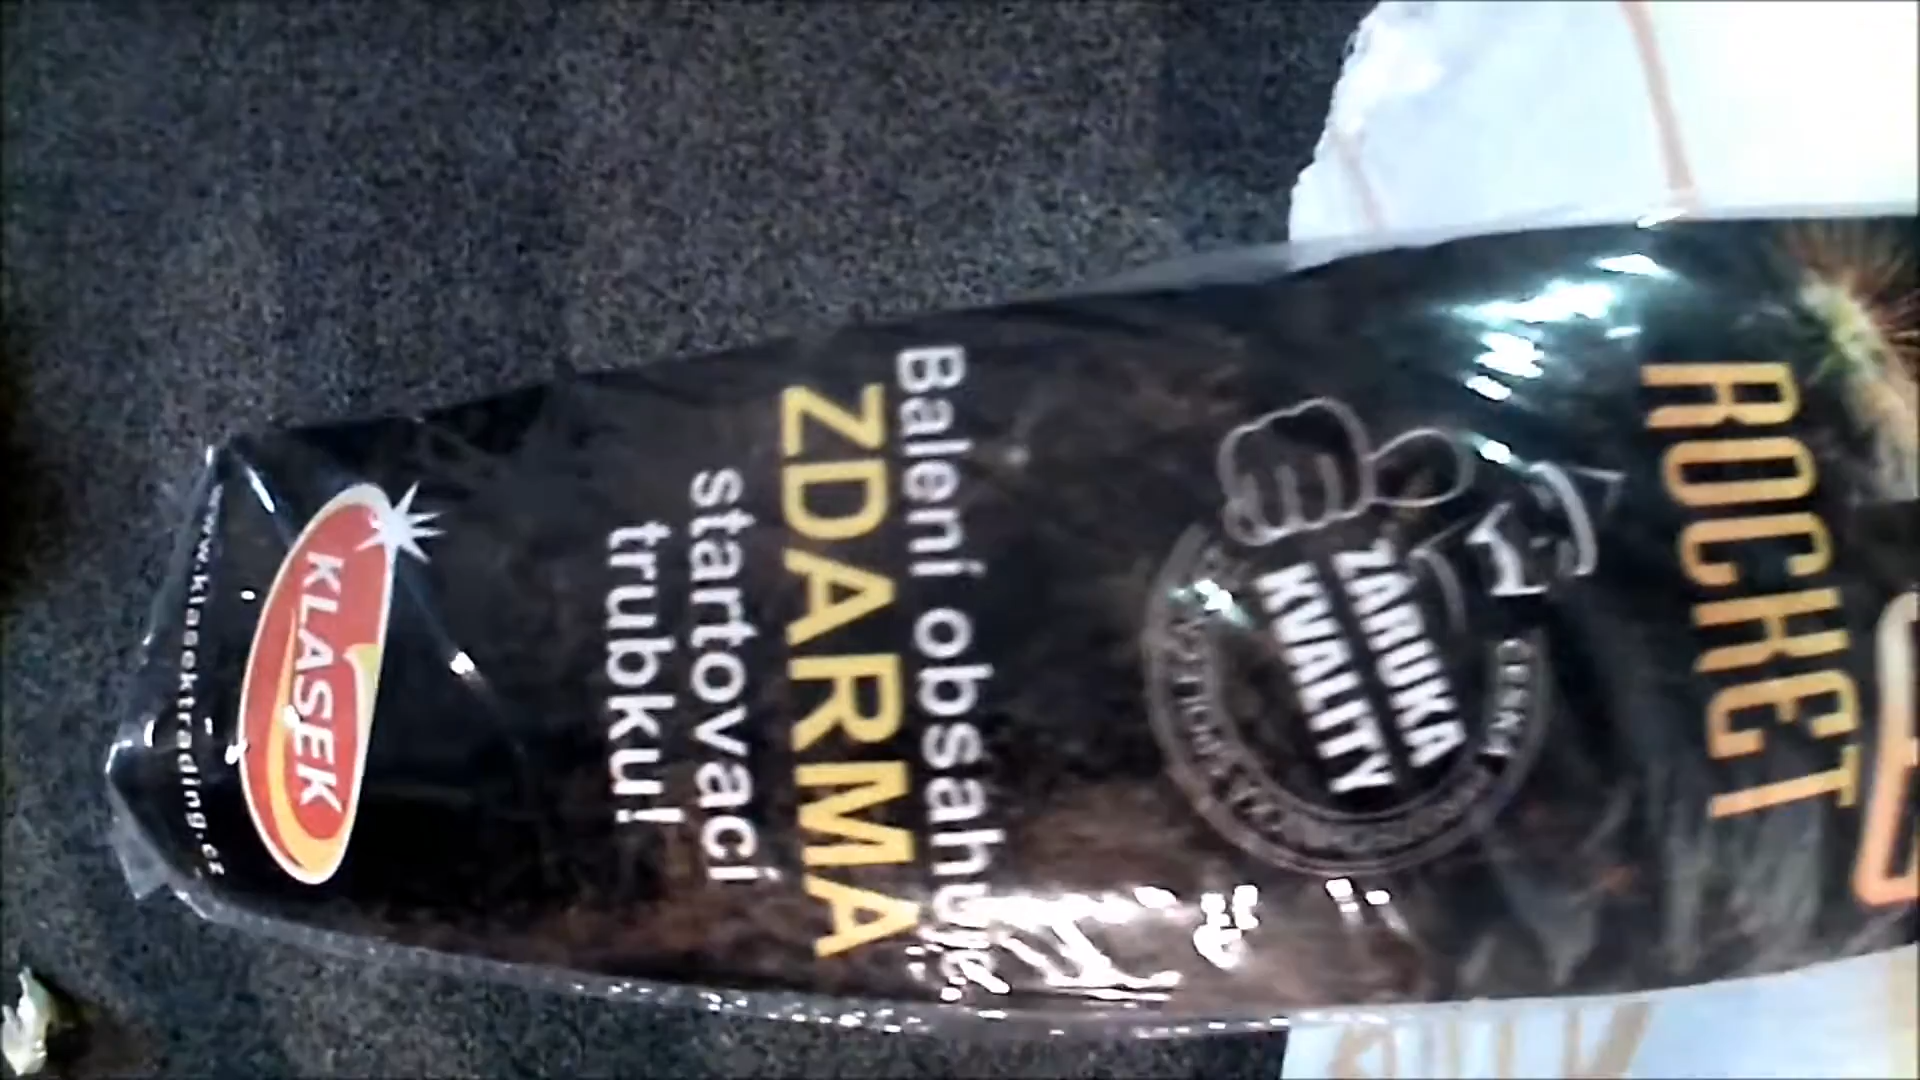 ROCKET
ZÁRUKA
KVALITY
Balení obsahuje:
ZDARMA
startovací
trubku!
KLASEK
www.klasektrading.cz